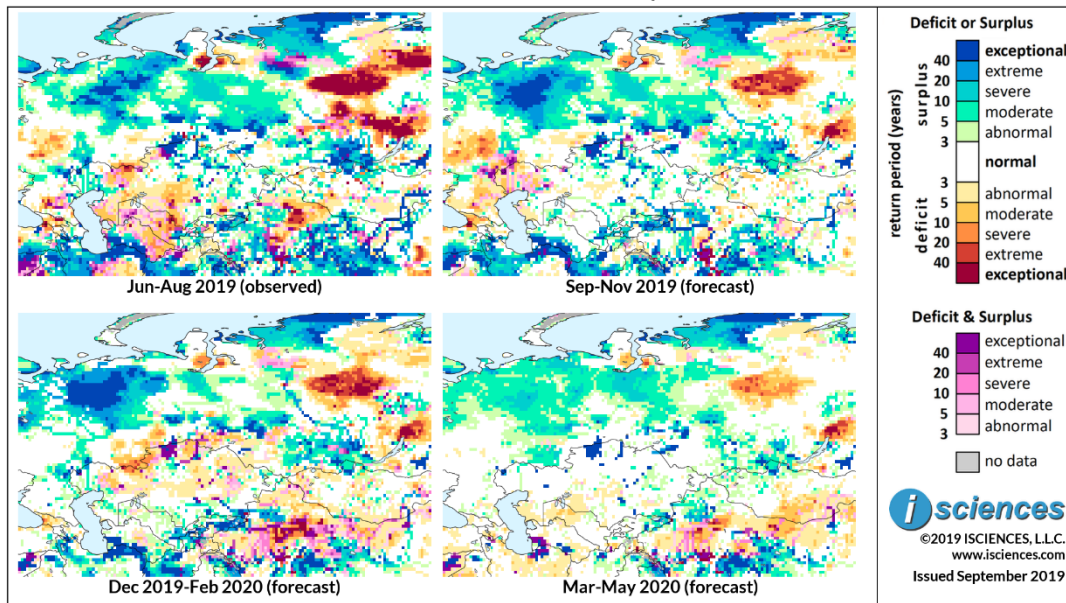 Jun-Aug 2019 (observed)
Sep-Nov 2019 (forecast)
Dec 2019-Feb 2020 (forecast)
Mar-May 2020 (forecast)
Deficit or Surplus
return period (years)
deficit surplus
40 exceptional
20 extreme
10 severe
5 moderate
3 abnormal
normal
3 abnormal
5 moderate
10 severe
20 extreme
40 exceptional
Deficit & Surplus
40 exceptional
20 extreme
10 severe
5 moderate
3 abnormal
no data
i sciences
©2019 ISCIENCES, L.L.C.
www.isciences.com
Issued September 2019